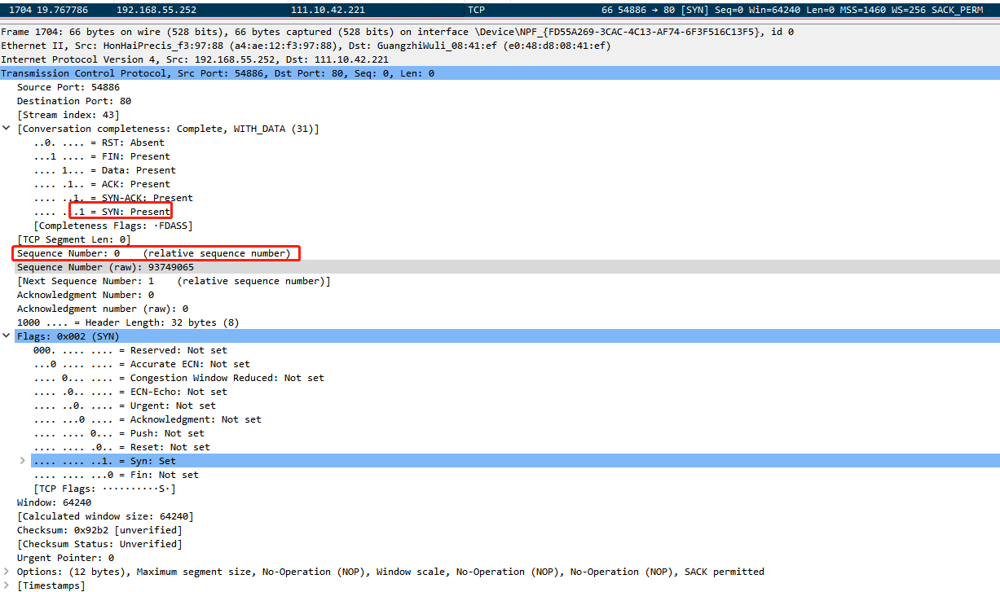 1704 19.767786 192.168.55.252 111.10.42.221 TCP 66 54886 → 80 [SYN] Seq=0 Win=64240 Len=0 MSS=1460 WS=256 SACK_PERM
Frame 1704: 66 bytes on wire (528 bits), 66 bytes captured (528 bits) on interface \Device\NPF_{FD55A269-3CAC-4C13-AF74-6F3F516C13F5}, id 0
Ethernet II, Src: HonHaiPrecis_f3:97:88 (a4:ae:12:f3:97:88), Dst: GuangzhiWuli_08:41:ef (e0:48:d8:08:41:ef)
Internet Protocol Version 4, Src: 192.168.55.252, Dst: 111.10.42.221
Transmission Control Protocol, Src Port: 54886, Dst Port: 80, Seq: 0, Len: 0
Source Port: 54886
Destination Port: 80
[Stream index: 43]
[Conversation completeness: Complete, WITH_DATA (31)]
..0. .... = RST: Absent
...1 .... = FIN: Present
.... 1... = Data: Present
.... .1.. = ACK: Present
.... ..1. = SYN-ACK: Present
.... ...1 = SYN: Present
[Completeness Flags: ·FDASS]
[TCP Segment Len: 0]
Sequence Number: 0    (relative sequence number)
Sequence Number (raw): 93749065
[Next Sequence Number: 1    (relative sequence number)]
Acknowledgment Number: 0
Acknowledgment number (raw): 0
1000 .... = Header Length: 32 bytes (8)
Flags: 0x002 (SYN)
000. .... .... = Reserved: Not set
...0 .... .... = Accurate ECN: Not set
.... 0... .... = Congestion Window Reduced: Not set
.... .0.. .... = ECN-Echo: Not set
.... ..0. .... = Urgent: Not set
.... ...0 .... = Acknowledgment: Not set
.... .... 0... = Push: Not set
.... .... .0.. = Reset: Not set
.... .... ..1. = Syn: Set
.... .... ...0 = Fin: Not set
[TCP Flags: ··········S·]
Window: 64240
[Calculated window size: 64240]
Checksum: 0x92b2 [unverified]
[Checksum Status: Unverified]
Urgent Pointer: 0
Options: (12 bytes), Maximum segment size, No-Operation (NOP), Window scale, No-Operation (NOP), No-Operation (NOP), SACK permitted
[Timestamps]